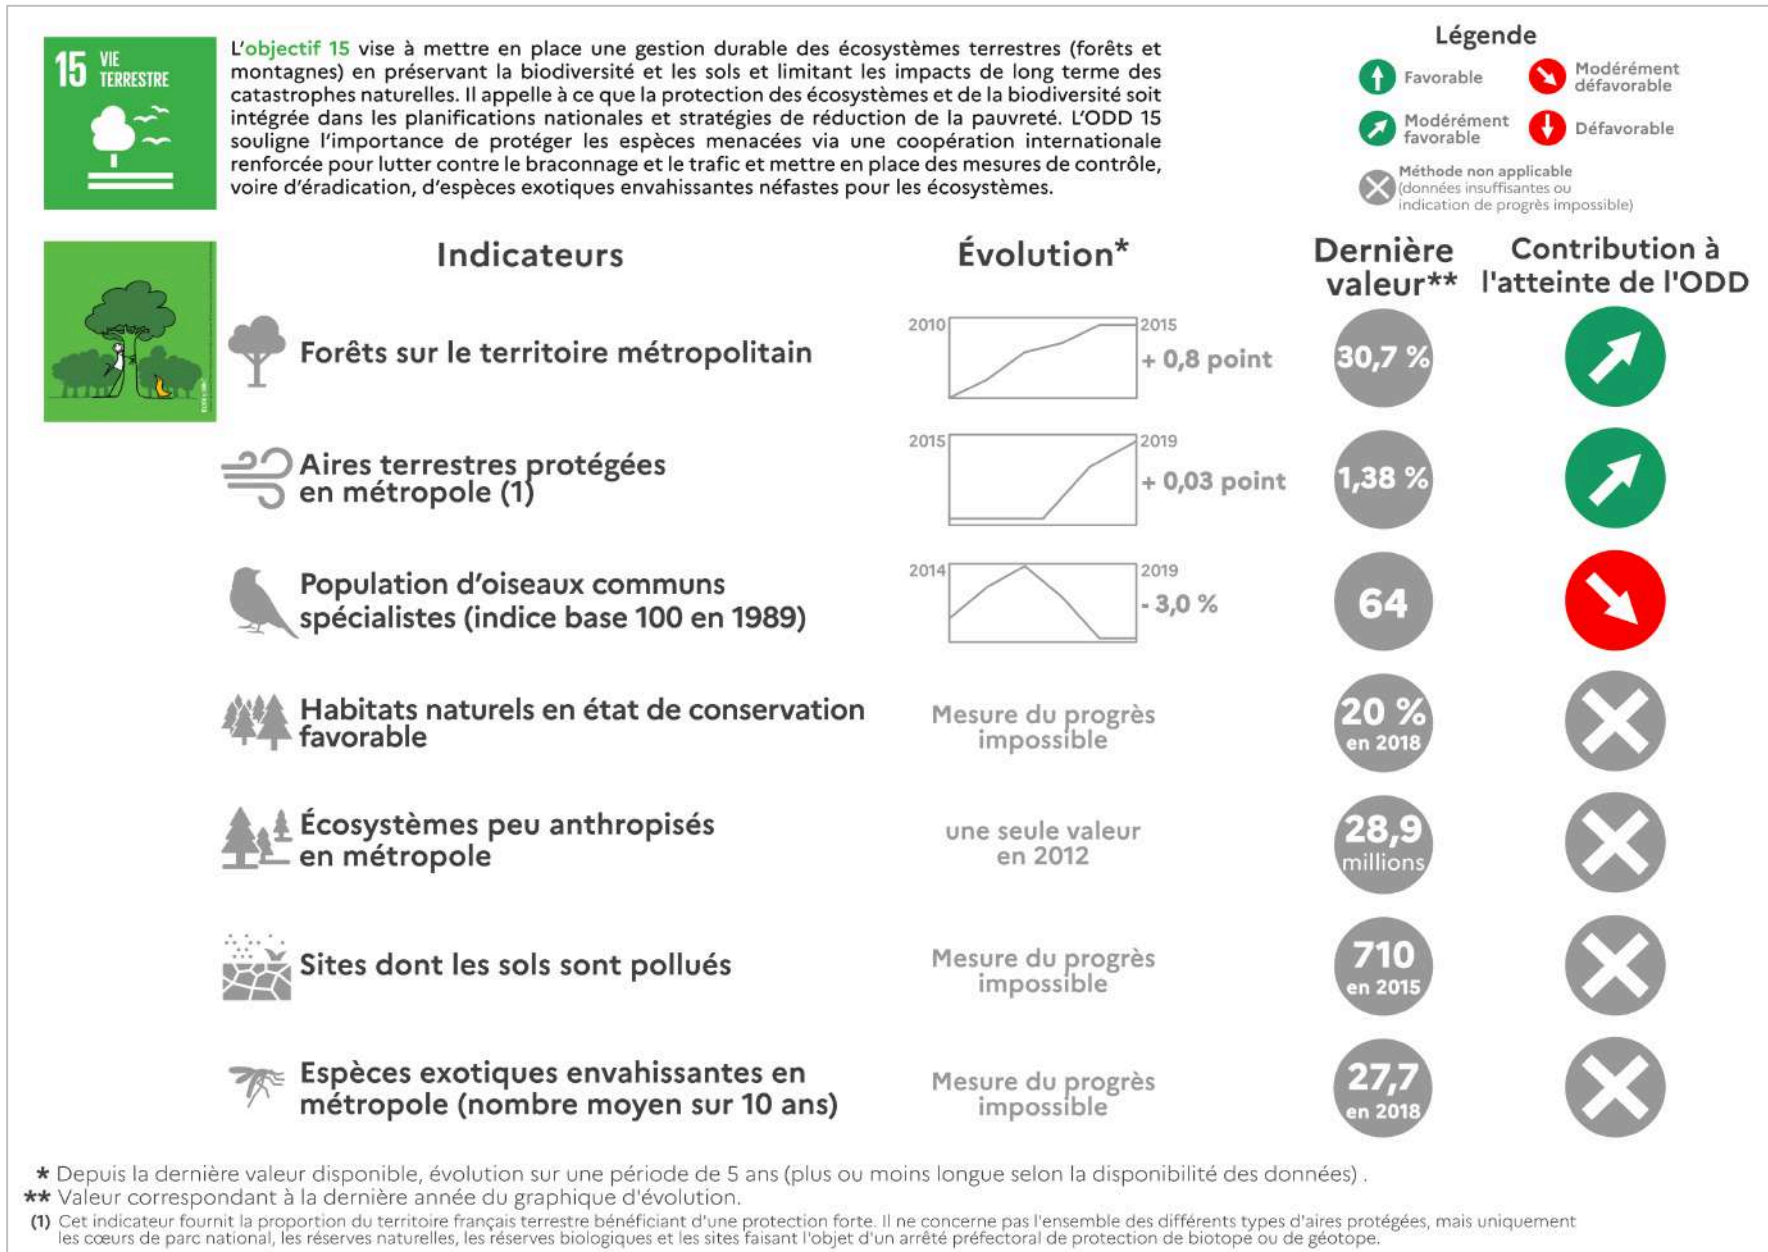 15 VIE
TERRESTRE
L'objectif 15 vise à mettre en place une gestion durable des écosystèmes terrestres (forêts et
montagnes) en préservant la biodiversité et les sols et limitant les impacts de long terme des
catastrophes naturelles. Il appelle à ce que la protection des écosystèmes et de la biodiversité soit
intégrée dans les planifications nationales et stratégies de réduction de la pauvreté. L'ODD 15
souligne l'importance de protéger les espèces menacées via une coopération internationale
renforcée pour lutter contre le braconnage et le trafic et mettre en place des mesures de contrôle,
voire d'éradication, d'espèces exotiques envahissantes néfastes pour les écosystèmes.
Légende
Favorable
Modérément
défavorable
Modérément
favorable
Défavorable
Méthode non applicable
(données insuffisantes ou
indication de progrès impossible)
Indicateurs
Évolution*
Dernière
valeur**
Contribution à
l'atteinte de l'ODD
Forêts sur le territoire métropolitain
2010
2015
+ 0,8 point
30,7 %
Aires terrestres protégées
en métropole (1)
2015
2019
+ 0,03 point
1,38 %
Population d'oiseaux communs
spécialistes (indice base 100 en 1989)
2014
2019
- 3,0 %
64
Habitats naturels en état de conservation
favorable
Mesure du progrès
impossible
20 %
en 2018
Écosystèmes peu anthropisés
en métropole
une seule valeur
en 2012
28,9
millions
Sites dont les sols sont pollués
Mesure du progrès
impossible
710
en 2015
Espèces exotiques envahissantes en
métropole (nombre moyen sur 10 ans)
Mesure du progrès
impossible
27,7
en 2018
* Depuis la dernière valeur disponible, évolution sur une période de 5 ans (plus ou moins longue selon la disponibilité des données) .
** Valeur correspondant à la dernière année du graphique d'évolution.
(1) Cet indicateur fournit la proportion du territoire français terrestre bénéficiant d'une protection forte. Il ne concerne pas l'ensemble des différents types d'aires protégées, mais uniquement
les cœurs de parc national, les réserves naturelles, les réserves biologiques et les sites faisant l'objet d'un arrêté préfectoral de protection de biotope ou de géotope.